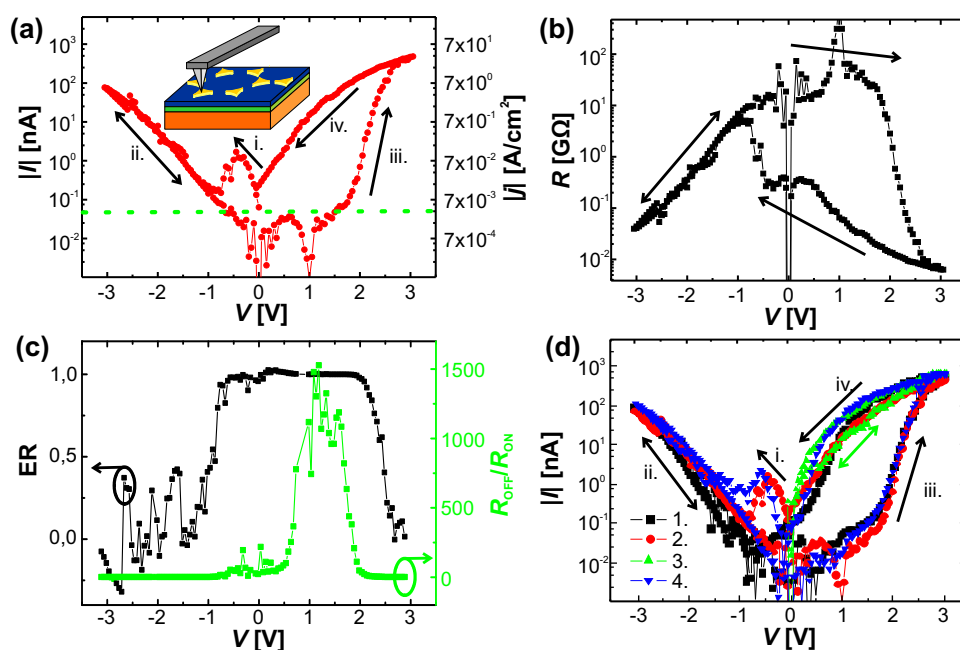 (a)
|I| [nA]
10³
10²
10¹
10⁰
10⁻¹
10⁻²
i.
ii.
iii.
iv.
7x10¹
7x10⁰
7x10⁻¹
7x10⁻²
7x10⁻³
7x10⁻⁴
|j| [A/cm²]
-3 -2 -1 0 1 2 3
V [V]
(b)
R [GΩ]
10²
10¹
10⁰
10⁻¹
10⁻²
-3 -2 -1 0 1 2 3
V [V]
(c)
ER
1,0
0,5
0,0
1500
1000
500
0
R_OFF/R_ON
-3 -2 -1 0 1 2 3
V [V]
(d)
|I| [nA]
10³
10²
10¹
10⁰
10⁻¹
10⁻²
i.
ii.
iii.
iv.
1.
2.
3.
4.
-3 -2 -1 0 1 2 3
V [V]